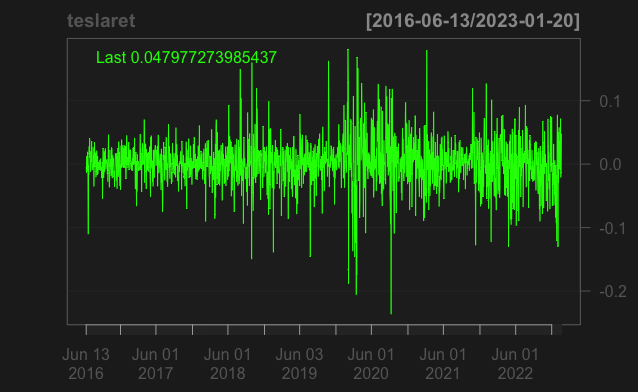 teslaret [2016-06-13/2023-01-20]
Last 0.047977273985437
0.1
0.0
-0.1
-0.2
Jun 13 Jun 01 Jun 01 Jun 03 Jun 01 Jun 01 Jun 01
2016 2017 2018 2019 2020 2021 2022